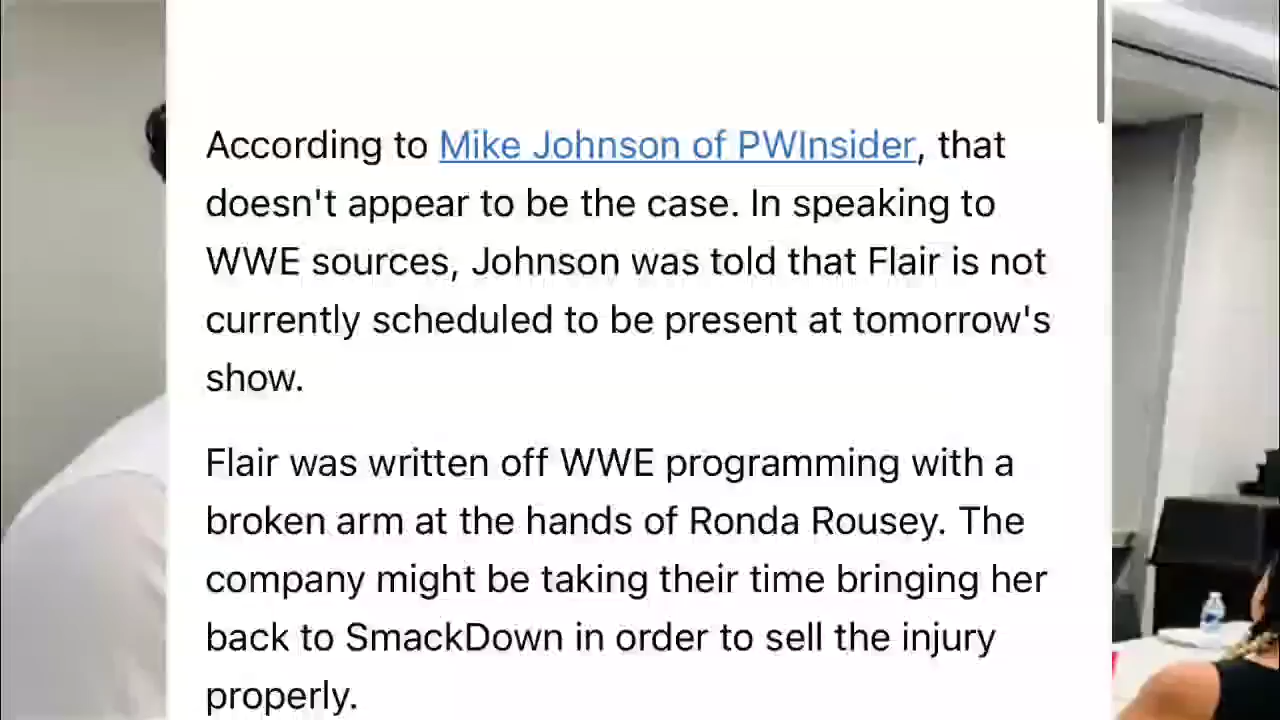 According to Mike Johnson of PWInsider, that
doesn't appear to be the case. In speaking to
WWE sources, Johnson was told that Flair is not
currently scheduled to be present at tomorrow's
show.
Flair was written off WWE programming with a
broken arm at the hands of Ronda Rousey. The
company might be taking their time bringing her
back to SmackDown in order to sell the injury
properly.